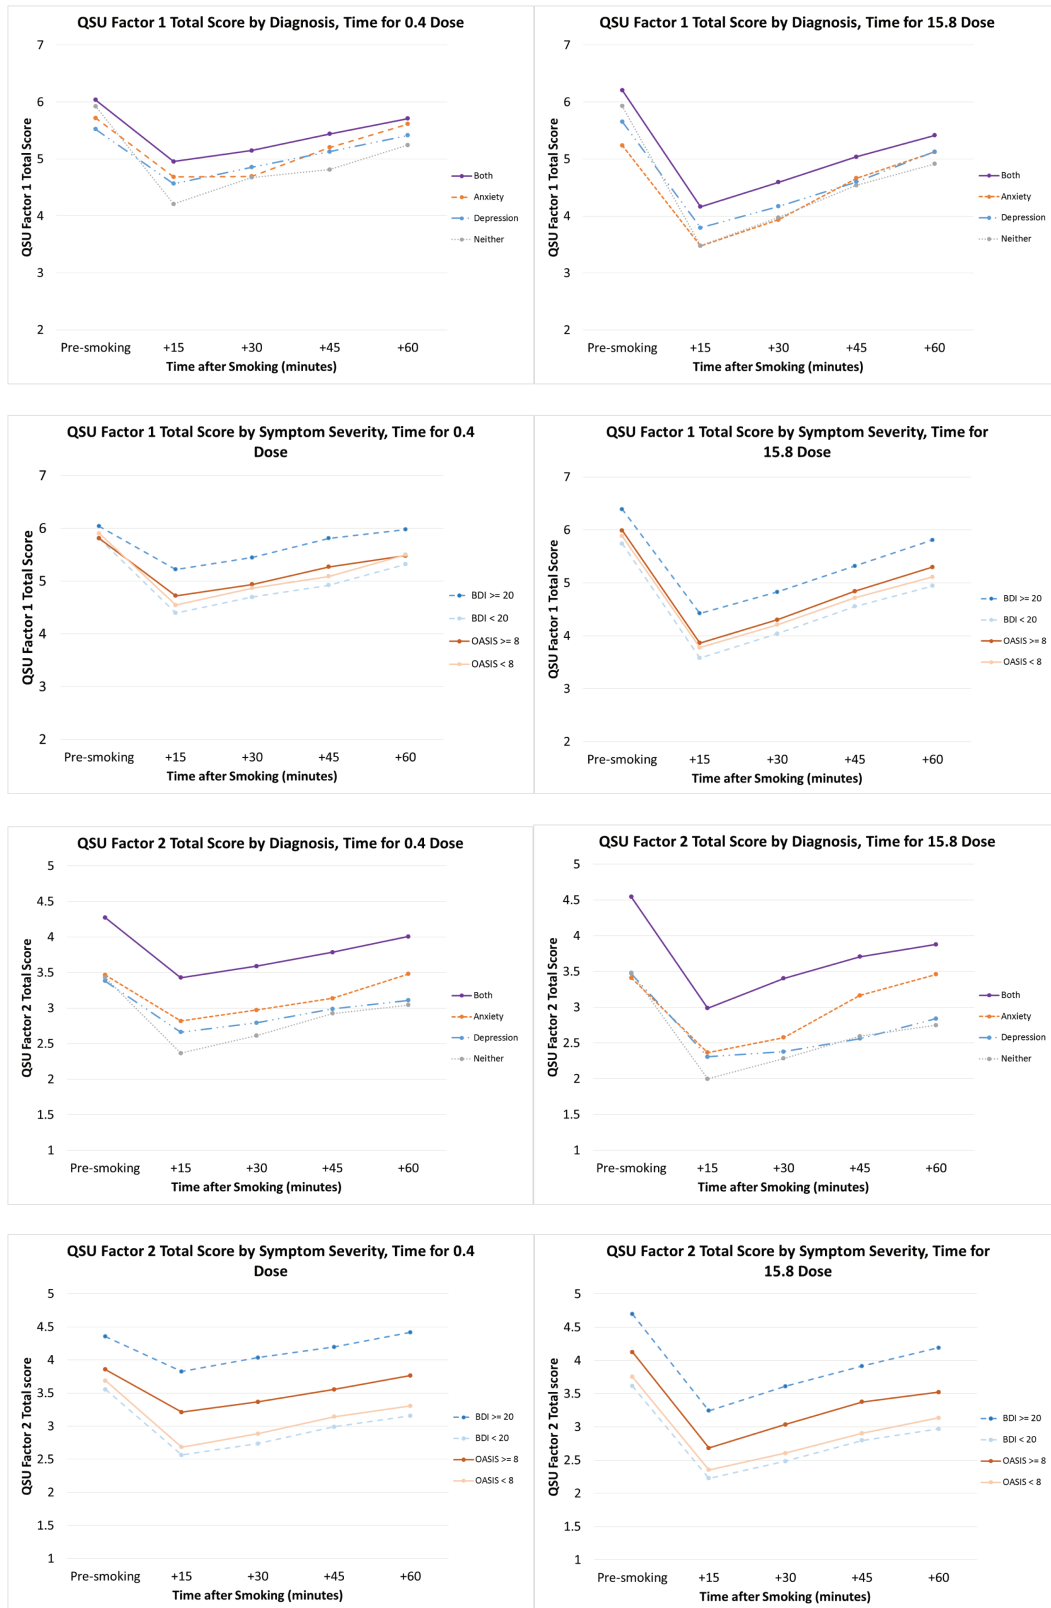 QSU Factor 1 Total Score by Diagnosis, Time for 0.4 Dose
7
6
5
4
3
2
QSU Factor 1 Total Score
Pre-smoking +15 +30 +45 +60
Time after Smoking (minutes)
Both
Anxiety
Depression
Neither
QSU Factor 1 Total Score by Diagnosis, Time for 15.8 Dose
7
6
5
4
3
2
QSU Factor 1 Total Score
Pre-smoking +15 +30 +45 +60
Time after Smoking (minutes)
Both
Anxiety
Depression
Neither
QSU Factor 1 Total Score by Symptom Severity, Time for 0.4
Dose
7
6
5
4
3
2
QSU Factor 1 Total Score
Pre-smoking +15 +30 +45 +60
Time after Smoking (minutes)
BDI >= 20
BDI < 20
OASIS >= 8
OASIS < 8
QSU Factor 1 Total Score by Symptom Severity, Time for
15.8 Dose
7
6
5
4
3
2
QSU Factor 1 Total Score
Pre-smoking +15 +30 +45 +60
Time after Smoking (minutes)
BDI >= 20
BDI < 20
OASIS >= 8
OASIS < 8
QSU Factor 2 Total Score by Diagnosis, Time for 0.4 Dose
5
4.5
4
3.5
3
2.5
2
1.5
1
QSU Factor 2 Total Score
Pre-smoking +15 +30 +45 +60
Time after Smoking (minutes)
Both
Anxiety
Depression
Neither
QSU Factor 2 Total Score by Diagnosis, Time for 15.8 Dose
5
4.5
4
3.5
3
2.5
2
1.5
1
QSU Factor 2 Total Score
Pre-smoking +15 +30 +45 +60
Time after Smoking (minutes)
Both
Anxiety
Depression
Neither
QSU Factor 2 Total Score by Symptom Severity, Time for 0.4
Dose
5
4.5
4
3.5
3
2.5
2
1.5
1
QSU Factor 2 Total score
Pre-smoking +15 +30 +45 +60
Time after Smoking (minutes)
BDI >= 20
BDI < 20
OASIS >= 8
OASIS < 8
QSU Factor 2 Total Score by Symptom Severity, Time for
15.8 Dose
5
4.5
4
3.5
3
2.5
2
1.5
1
QSU Factor 2 Total Score
Pre-smoking +15 +30 +45 +60
Time after Smoking (minutes)
BDI >= 20
BDI < 20
OASIS >= 8
OASIS < 8